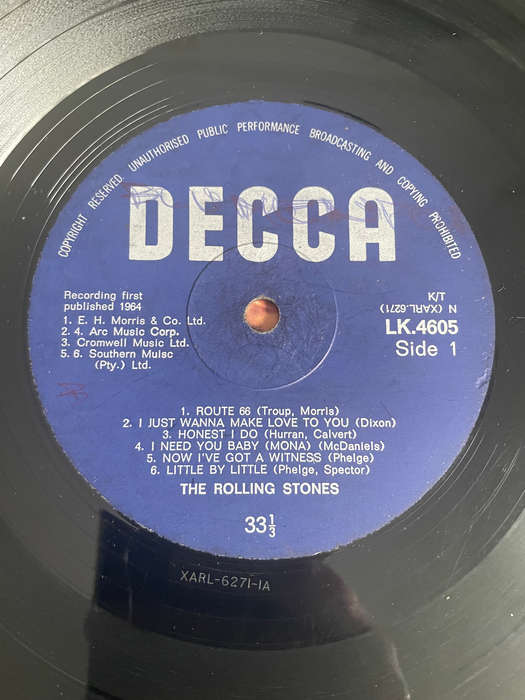 COPYRIGHT RESERVED. UNAUTHORISED PUBLIC PERFORMANCE BROADCASTING AND COPYING PROHIBITED
DECCA
Recording first
published 1964
1. E. H. Morris & Co. Ltd.
2. 4. Arc Music Corp.
3. Cromwell Music Ltd.
5. 6. Southern Muisc
(Pty.) Ltd.
K/T
N (XARL.6271)
LK.4605
Side 1
1. ROUTE 66 (Troup, Morris)
2. I JUST WANNA MAKE LOVE TO YOU (Dixon)
3. HONEST I DO (Hurran, Calvert)
4. I NEED YOU BABY (MONA) (McDaniels)
5. NOW I'VE GOT A WITNESS (Phelge)
6. LITTLE BY LITTLE (Phelge, Spector)
THE ROLLING STONES
33⅓
XARL-6271-1A